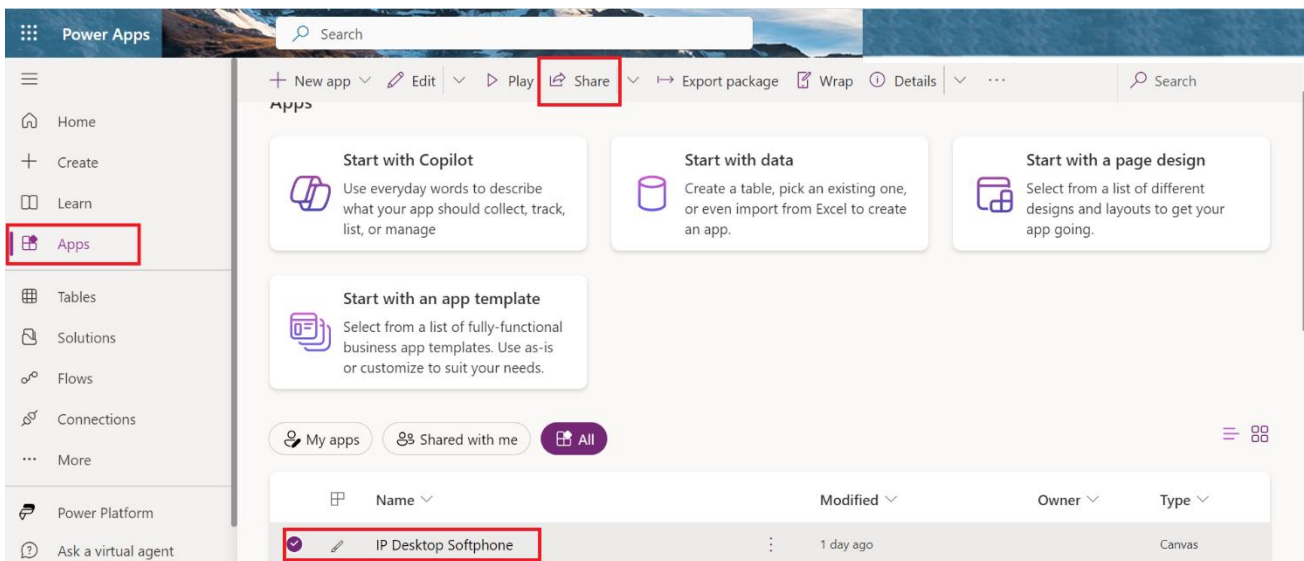 Power Apps
Search
New app
Edit
Play
Share
Export package
Wrap
Details
...
Search
Home
Create
Learn
Apps
Tables
Solutions
Flows
Connections
More
Power Platform
Ask a virtual agent
Apps
Start with Copilot
Use everyday words to describe
what your app should collect, track,
list, or manage
Start with data
Create a table, pick an existing one,
or even import from Excel to create
an app.
Start with a page design
Select from a list of different
designs and layouts to get your
app going.
Start with an app template
Select from a list of fully-functional
business app templates. Use as-is
or customize to suit your needs.
My apps
Shared with me
All
Name
Modified
Owner
Type
IP Desktop Softphone
1 day ago
Canvas